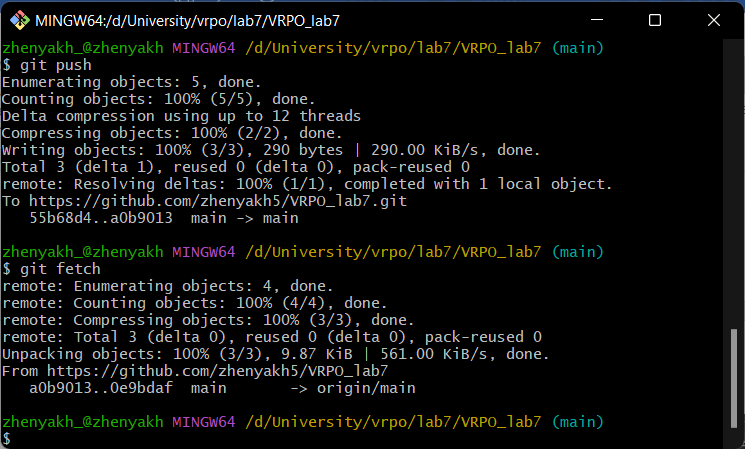 MINGW64:/d/University/vrpo/lab7/VRPO_lab7
zhenyakh_@zhenyakh MINGW64 /d/University/vrpo/lab7/VRPO_lab7 (main)
$ git push
Enumerating objects: 5, done.
Counting objects: 100% (5/5), done.
Delta compression using up to 12 threads
Compressing objects: 100% (2/2), done.
Writing objects: 100% (3/3), 290 bytes | 290.00 KiB/s, done.
Total 3 (delta 1), reused 0 (delta 0), pack-reused 0
remote: Resolving deltas: 100% (1/1), completed with 1 local object.
To https://github.com/zhenyakh5/VRPO_lab7.git
   55b68d4..a0b9013  main -> main
zhenyakh_@zhenyakh MINGW64 /d/University/vrpo/lab7/VRPO_lab7 (main)
$ git fetch
remote: Enumerating objects: 4, done.
remote: Counting objects: 100% (4/4), done.
remote: Compressing objects: 100% (3/3), done.
remote: Total 3 (delta 0), reused 0 (delta 0), pack-reused 0
Unpacking objects: 100% (3/3), 9.87 KiB | 561.00 KiB/s, done.
From https://github.com/zhenyakh5/VRPO_lab7
   a0b9013..0e9bdaf  main       -> origin/main
zhenyakh_@zhenyakh MINGW64 /d/University/vrpo/lab7/VRPO_lab7 (main)
$